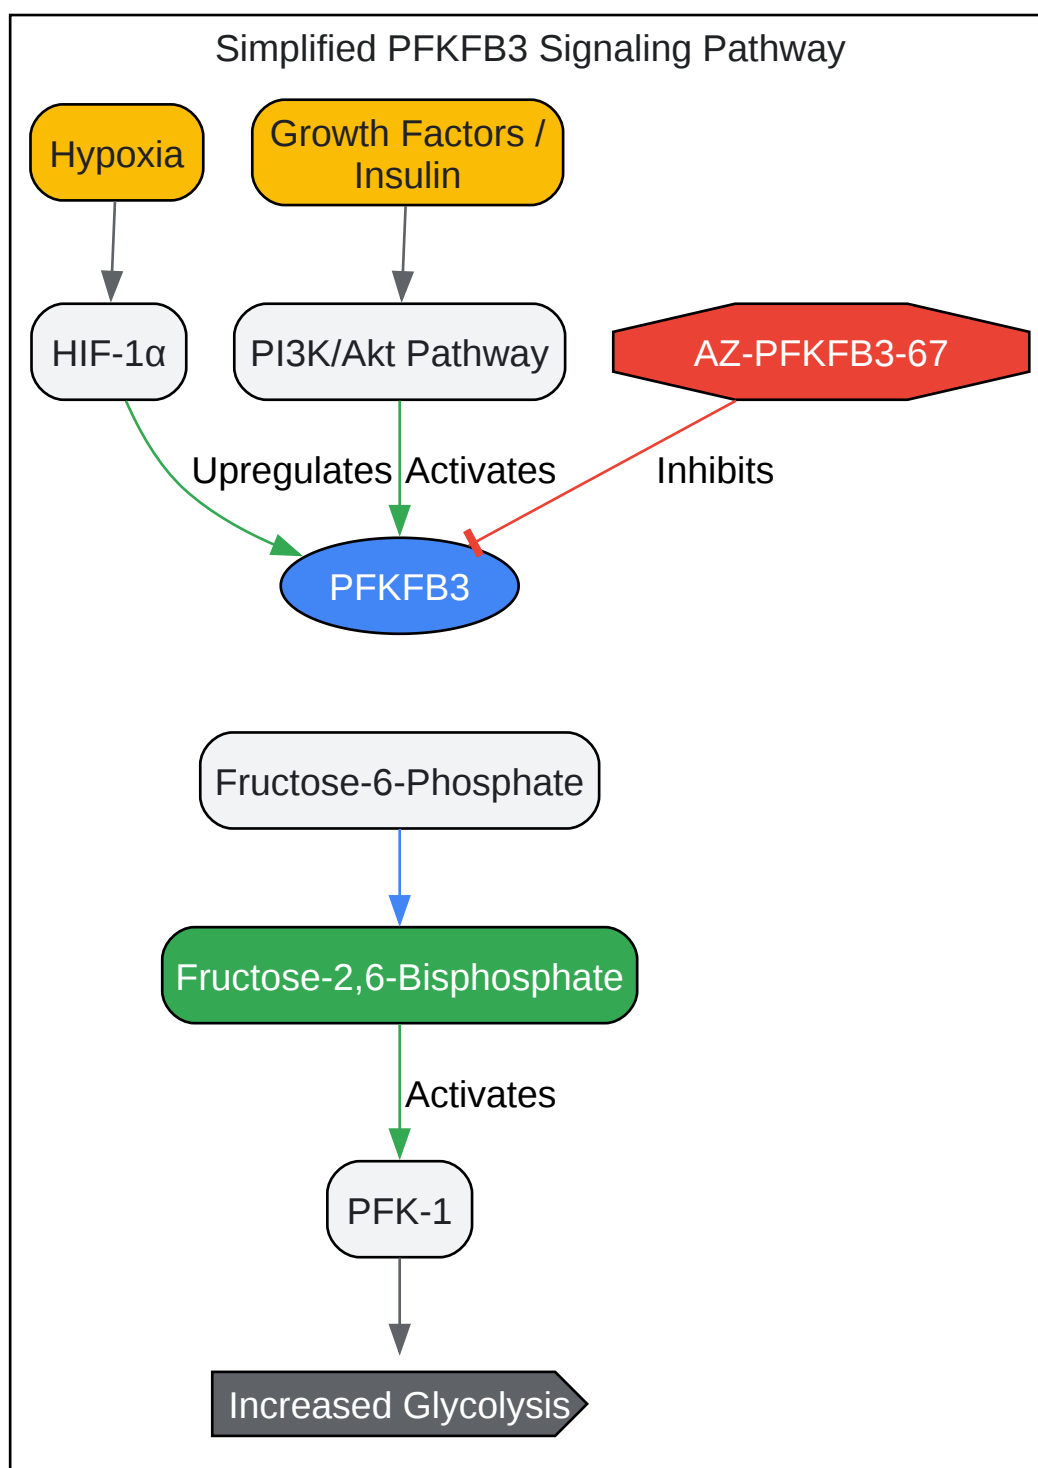 Simplified PFKFB3 Signaling Pathway
Hypoxia
Growth Factors /
Insulin
HIF-1α
PI3K/Akt Pathway
AZ-PFKFB3-67
Upregulates
Activates
Inhibits
PFKFB3
Fructose-6-Phosphate
Fructose-2,6-Bisphosphate
Activates
PFK-1
Increased Glycolysis